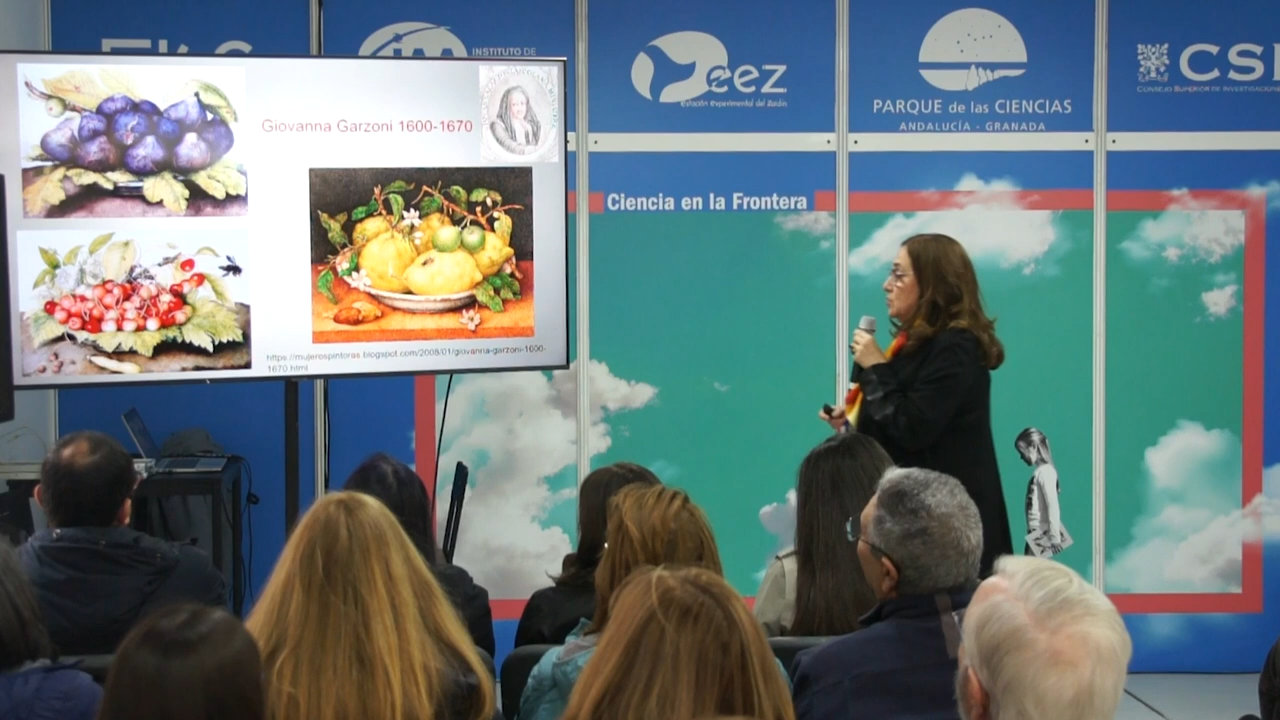 INSTITUTO DE
eez
Estación Experimental del Zaidín
PARQUE de las CIENCIAS
ANDALUCÍA - GRANADA
CSI
CONSEJO SUPERIOR DE INVESTIGACIONES
Giovanna Garzoni 1600-1670
Ciencia en la Frontera
https://mujerespintoras.blogspot.com/2008/01/giovanna-garzoni-1600-
1670.html